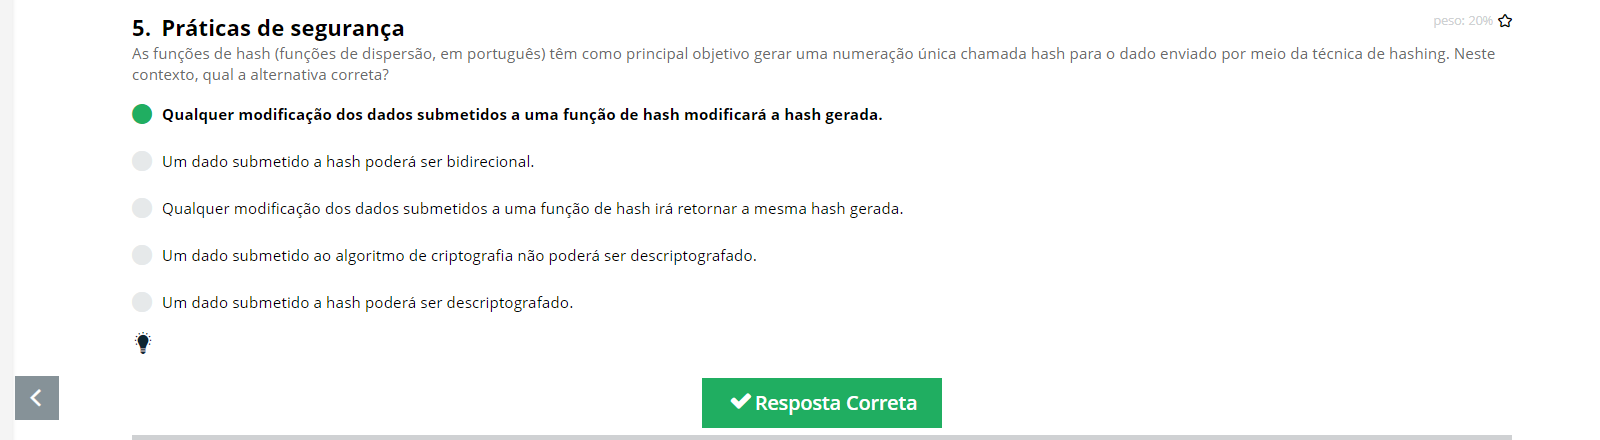 5. Práticas de segurança
peso: 20%
As funções de hash (funções de dispersão, em português) têm como principal objetivo gerar uma numeração única chamada hash para o dado enviado por meio da técnica de hashing. Neste
contexto, qual a alternativa correta?
Qualquer modificação dos dados submetidos a uma função de hash modificará a hash gerada.
Um dado submetido a hash poderá ser bidirecional.
Qualquer modificação dos dados submetidos a uma função de hash irá retornar a mesma hash gerada.
Um dado submetido ao algoritmo de criptografia não poderá ser descriptografado.
Um dado submetido a hash poderá ser descriptografado.
Resposta Correta